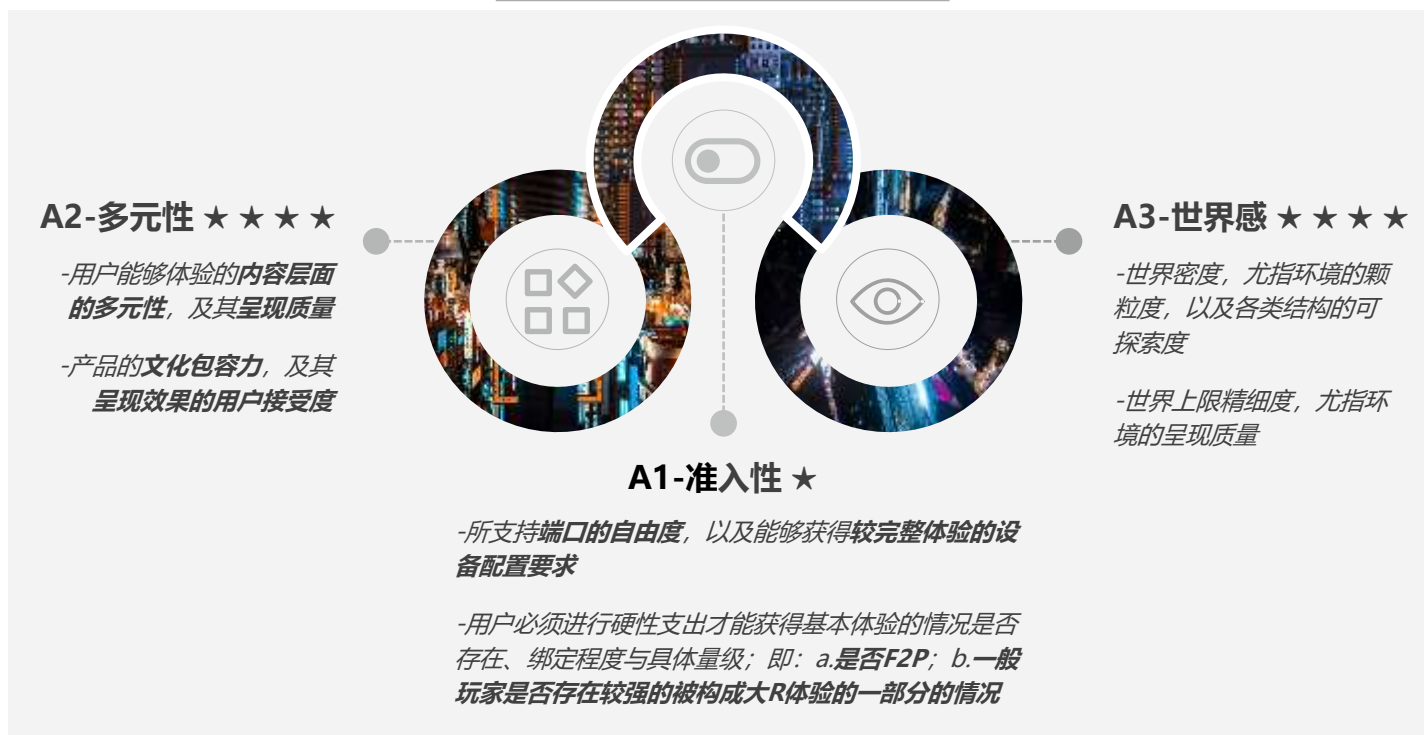 A2-多元性 ★ ★ ★ ★
-用户能够体验的内容层面
的多元性，及其呈现质量
-产品的文化包容力，及其
呈现效果的用户接受度
A1-准入性 ★
-所支持端口的自由度，以及能够获得较完整体验的设
备配置要求
-用户必须进行硬性支出才能获得基本体验的情况是否
存在、绑定程度与具体量级；即：a.是否F2P；b.一般
玩家是否存在较强的被构成大R体验的一部分的情况
A3-世界感 ★ ★ ★ ★
-世界密度，尤指环境的颗
粒度，以及各类结构的可
探索度
-世界上限精细度，尤指环
境的呈现质量